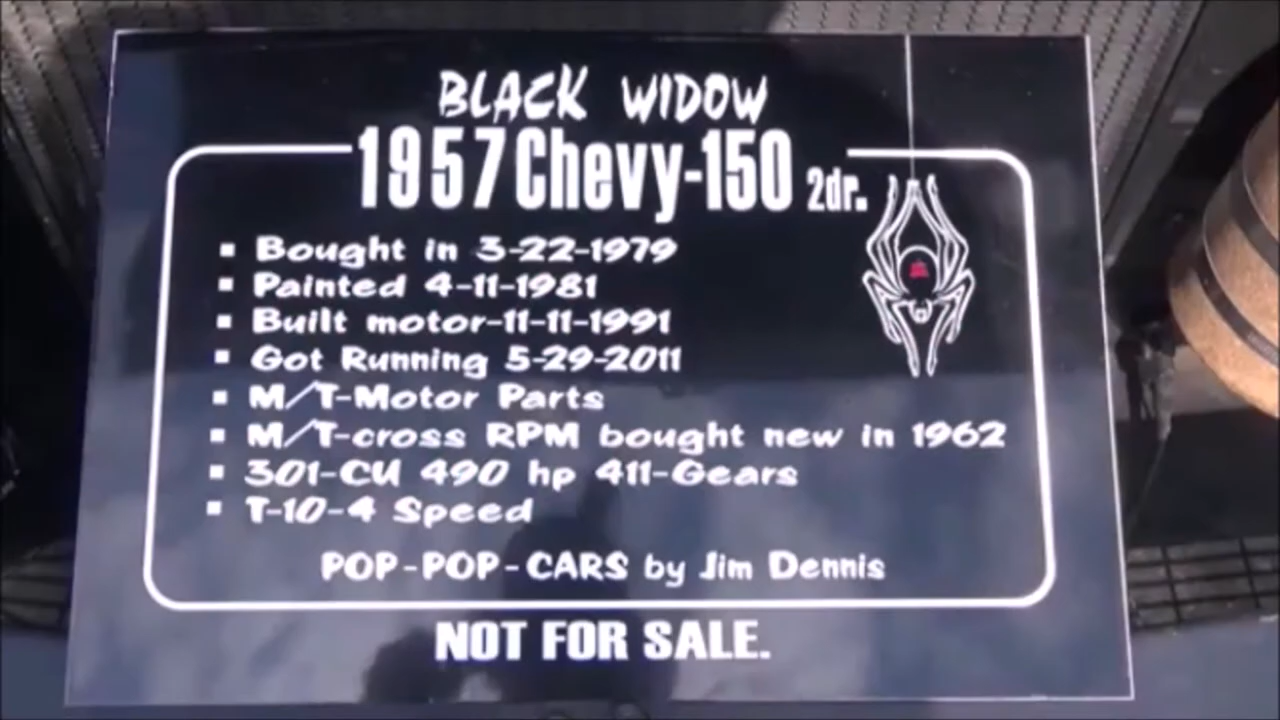 BLACK WIDOW
1957 Chevy-150 2dr.
▪ Bought in 3-22-1979
▪ Painted 4-11-1981
▪ Built motor-11-11-1991
▪ Got Running 5-29-2011
▪ M/T-Motor Parts
▪ M/T-cross RPM bought new in 1962
▪ 301-CU 490 hp 411-Gears
▪ T-10-4 Speed
POP-POP-CARS by Jim Dennis
NOT FOR SALE.